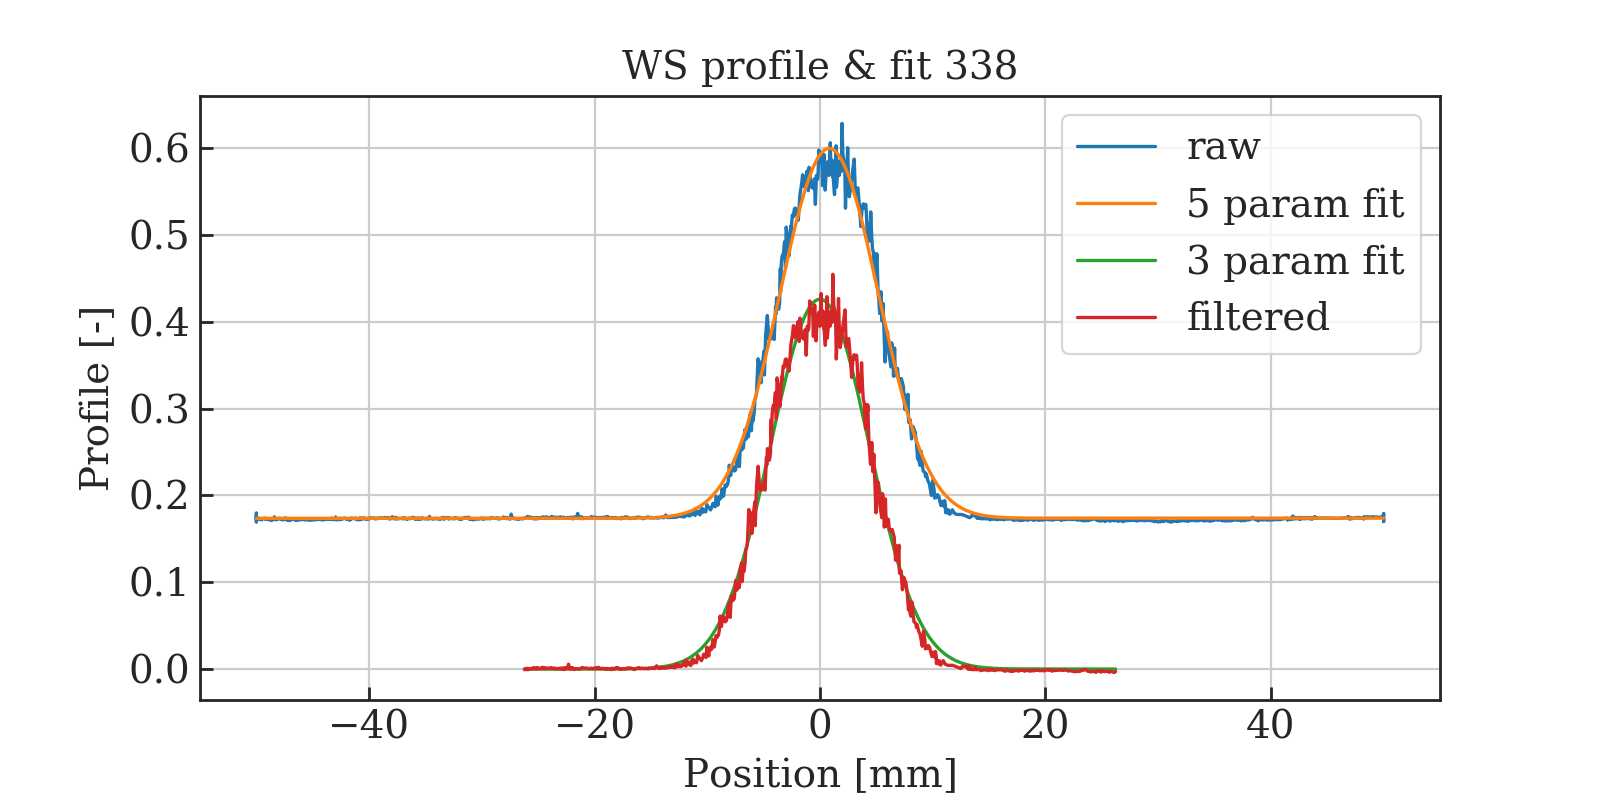 WS profile & fit 338
raw
5 param fit
3 param fit
filtered
Profile [-]
0.6
0.5
0.4
0.3
0.2
0.1
0.0
−40 −20 0 20 40
Position [mm]